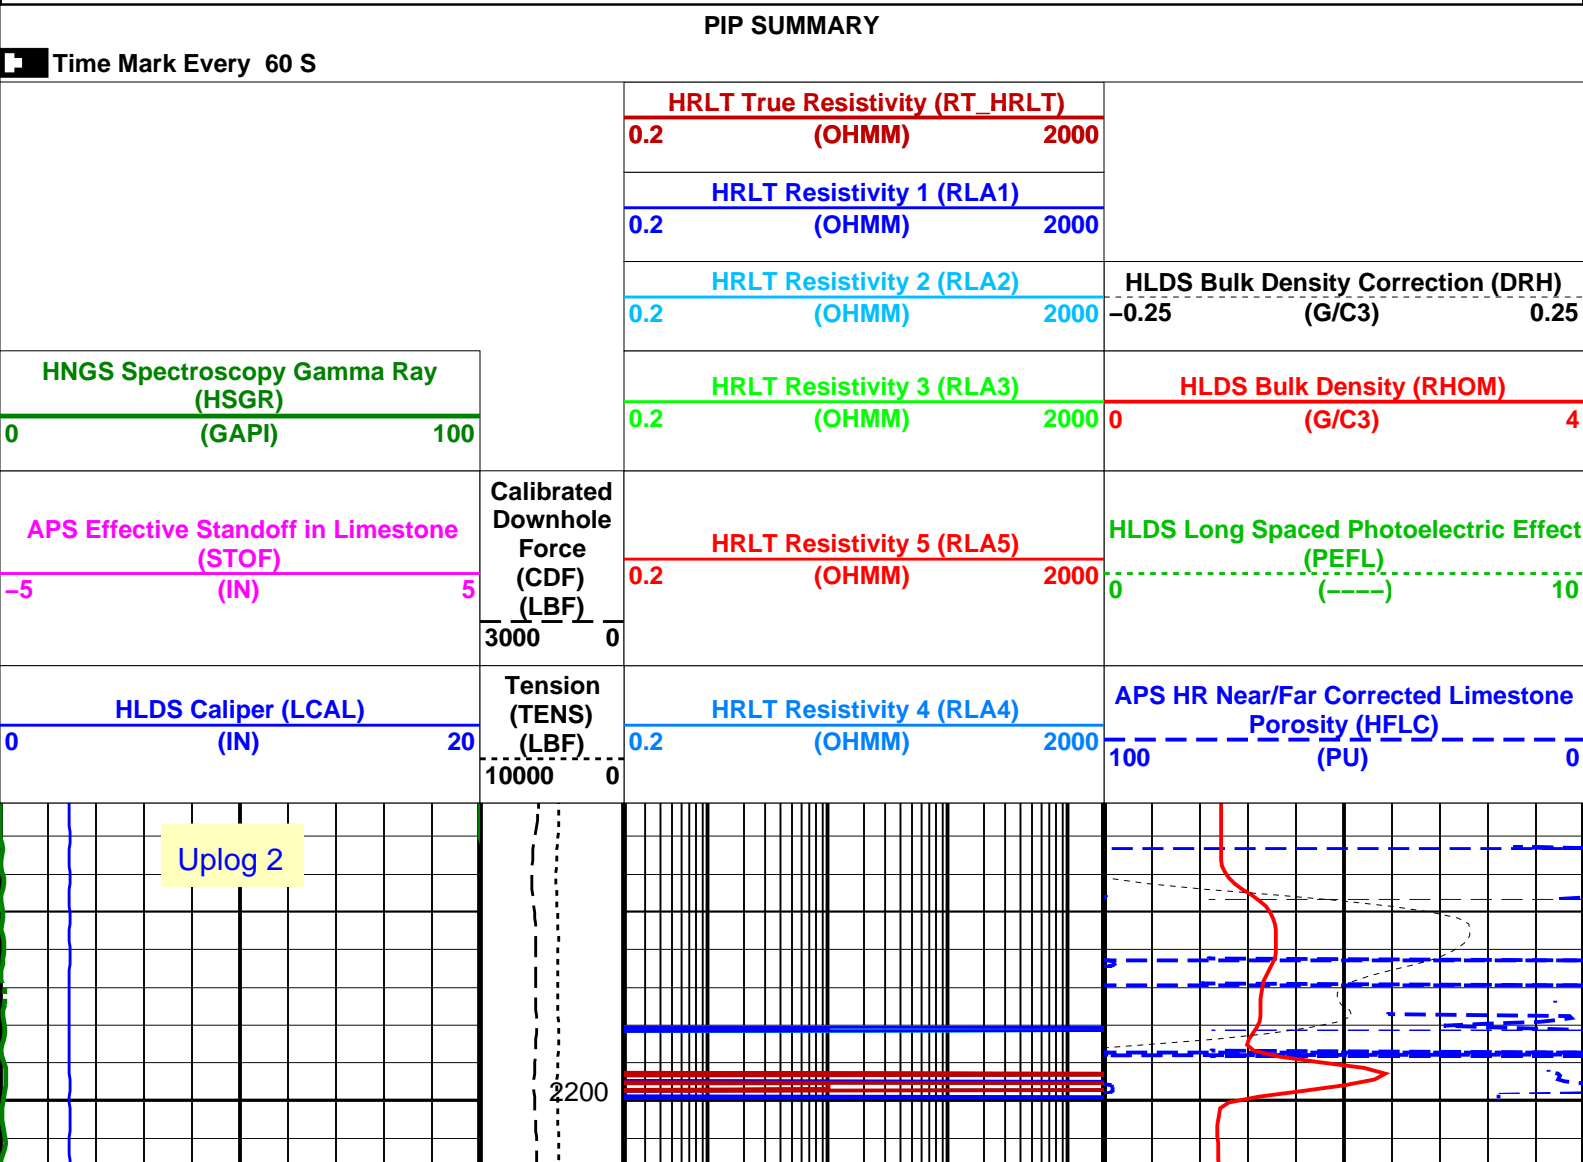 PIP SUMMARY
Time Mark Every 60 S
HRLT True Resistivity (RT_HRLT)
0.2 (OHMM) 2000
HRLT Resistivity 1 (RLA1)
0.2 (OHMM) 2000
HRLT Resistivity 2 (RLA2)
0.2 (OHMM) 2000
HLDS Bulk Density Correction (DRH)
−0.25 (G/C3) 0.25
HNGS Spectroscopy Gamma Ray
(HSGR)
0 (GAPI) 100
HRLT Resistivity 3 (RLA3)
0.2 (OHMM) 2000
HLDS Bulk Density (RHOM)
0 (G/C3) 4
APS Effective Standoff in Limestone
(STOF)
−5 (IN) 5
Calibrated
Downhole
Force
(CDF)
(LBF)
3000 0
HRLT Resistivity 5 (RLA5)
0.2 (OHMM) 2000
HLDS Long Spaced Photoelectric Effect
(PEFL)
0 (−−−−) 10
HLDS Caliper (LCAL)
0 (IN) 20
Tension
(TENS)
(LBF)
10000 0
HRLT Resistivity 4 (RLA4)
0.2 (OHMM) 2000
APS HR Near/Far Corrected Limestone
Porosity (HFLC)
100 (PU) 0
Uplog 2
2200